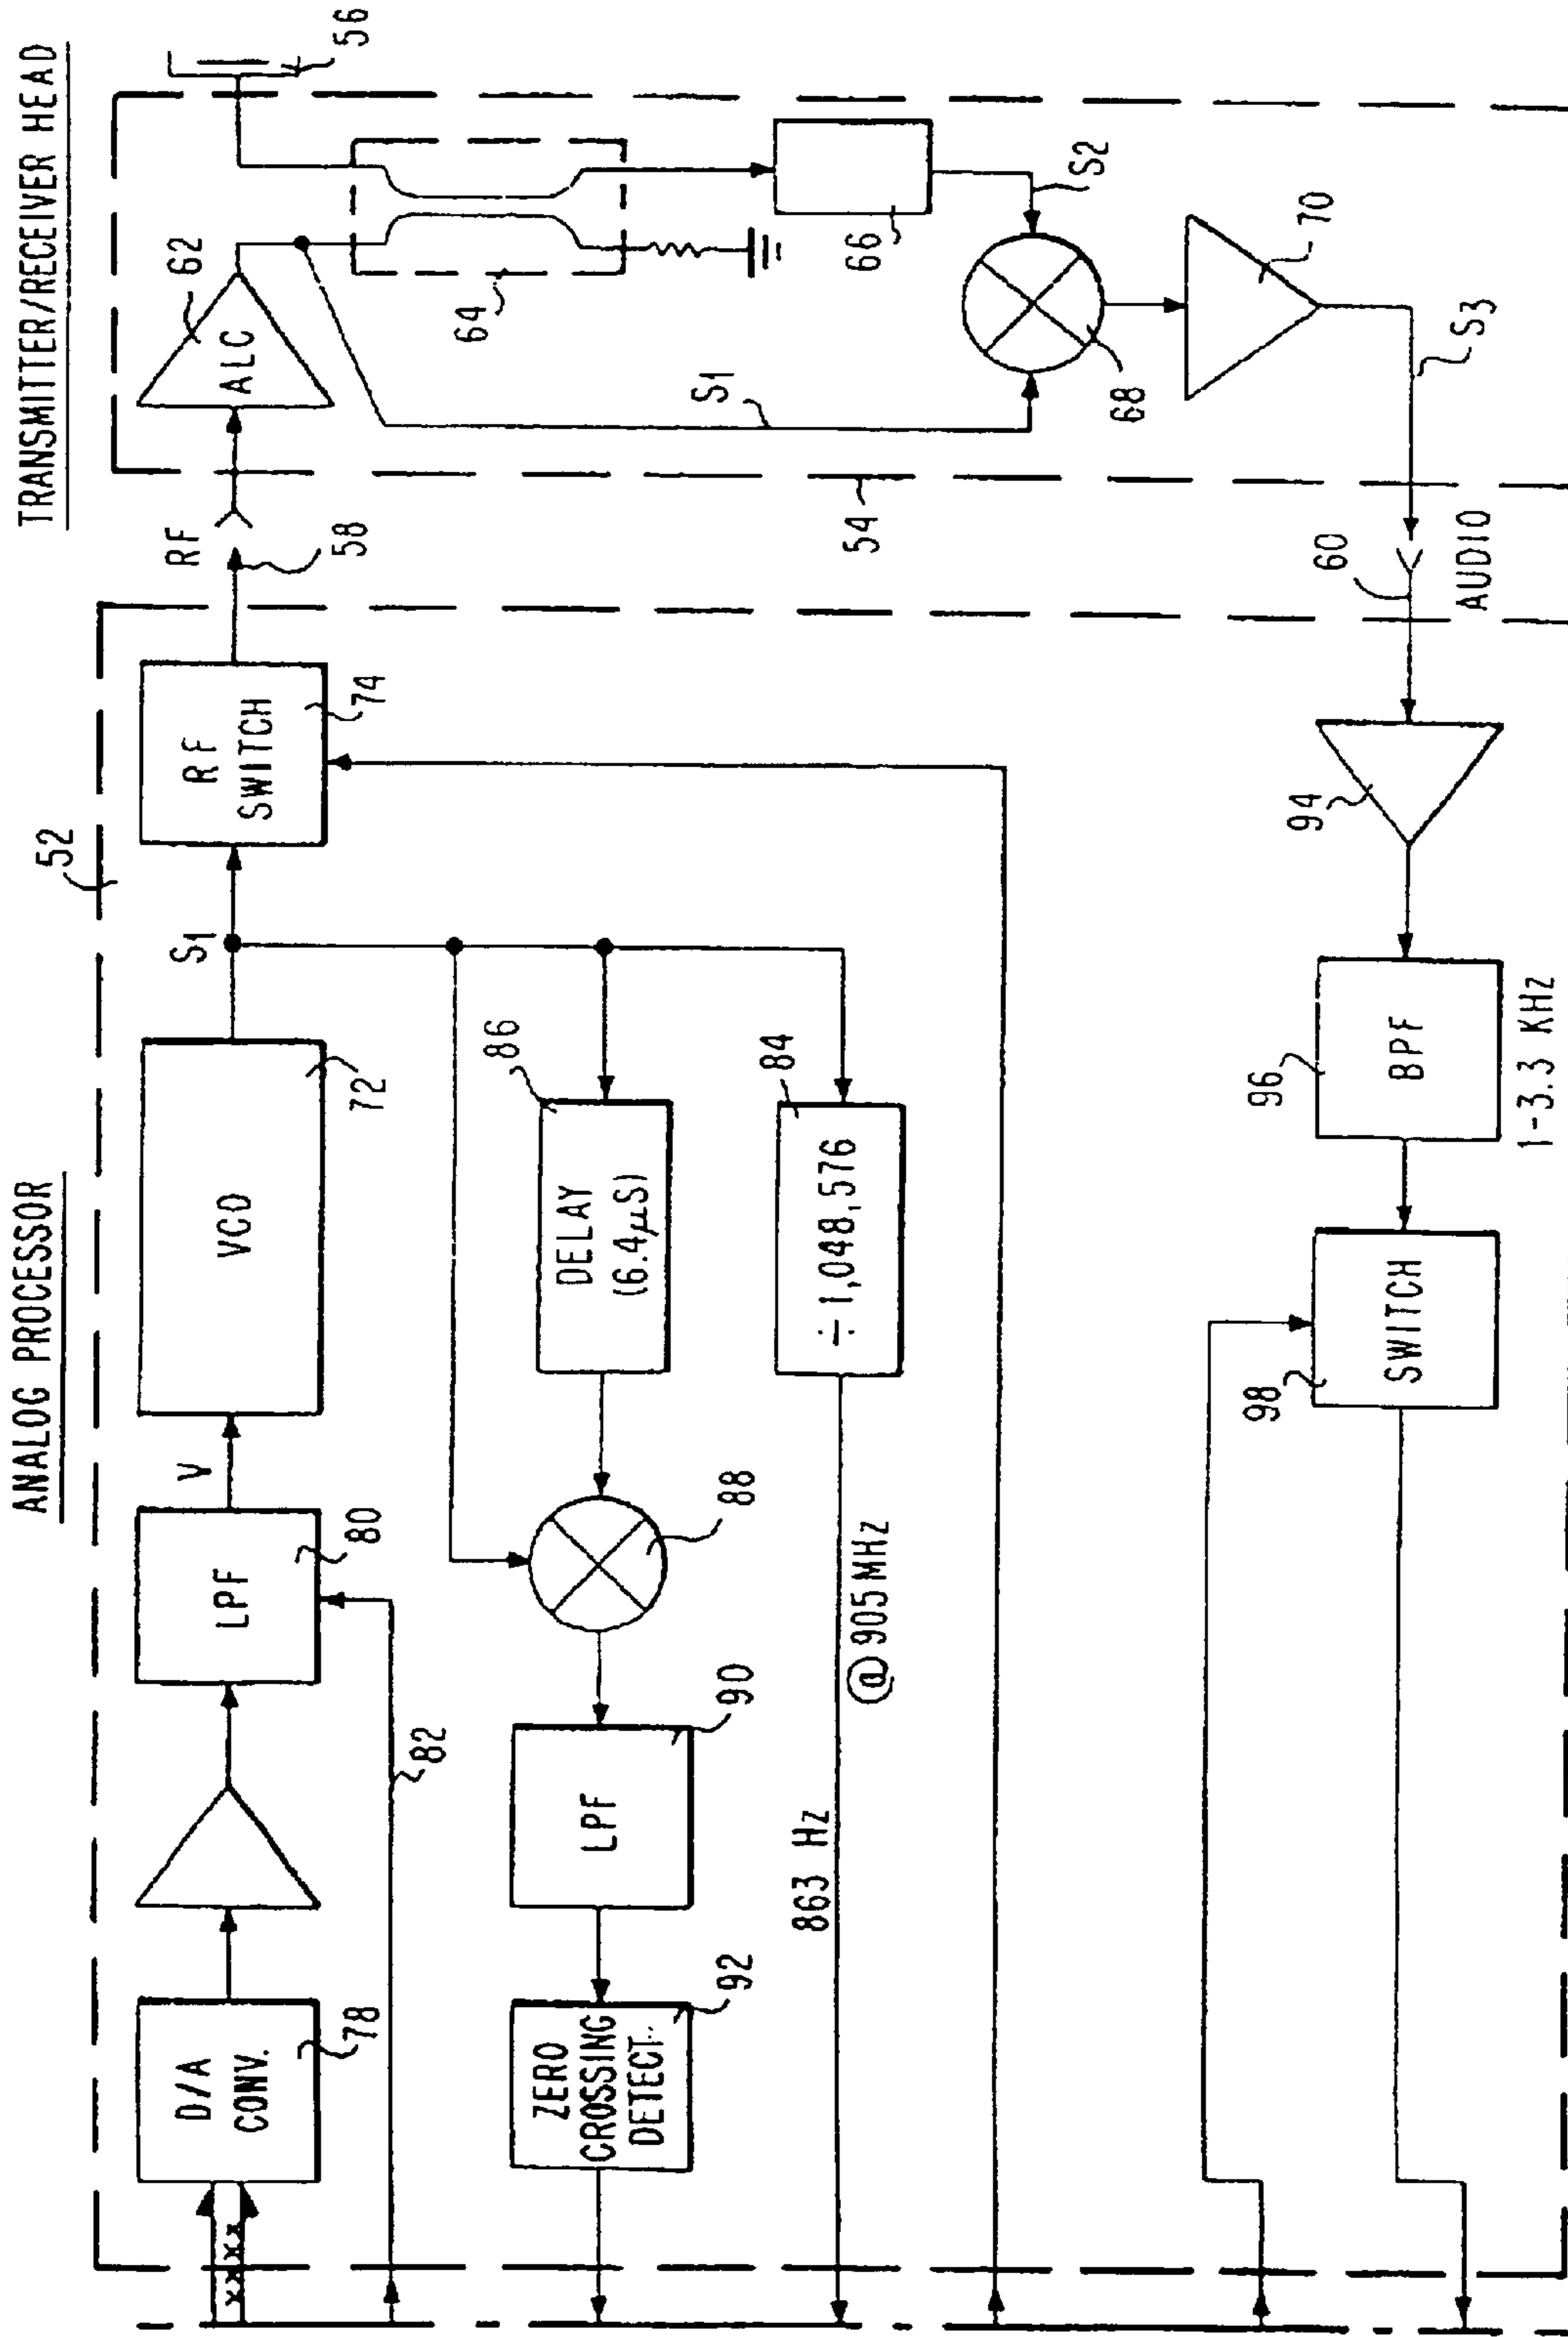 ANALOG PROCESSOR
TRANSMITTER/RECEIVER HEAD
52
54
56
D/A
CONV.
78
LPF
80
V
VCO
72
S1
RF
SWITCH
74
RF
58
ALC
62
82
64
ZERO
CROSSING
DETECT
92
LPF
90
88
DELAY
(6.4μS)
86
S1
66
S2
863 Hz
@ 905MHz
÷ 1,048,576
84
68
70
S3
98
SWITCH
96
BPF
1-3.3 KHz
94
60
AUDIO